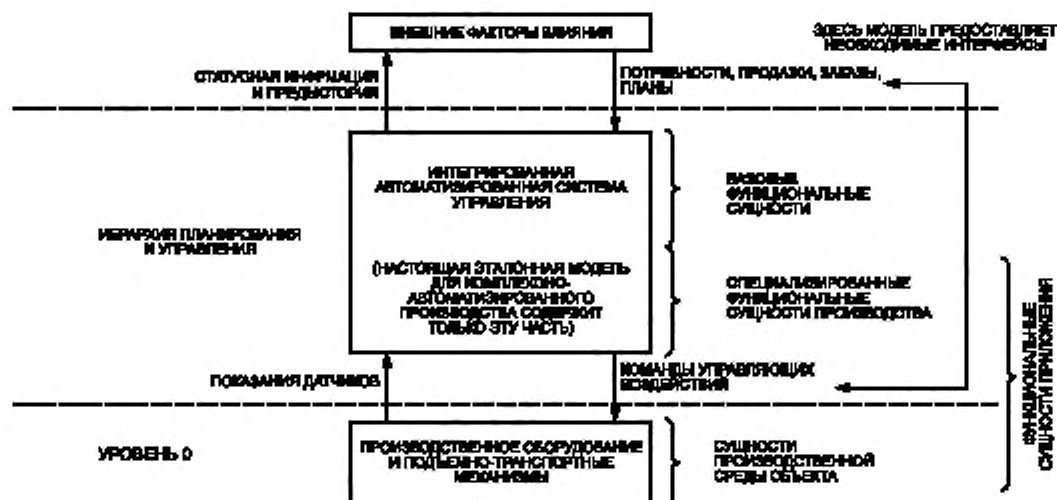 ВНЕШНИЕ ФАКТОРЫ ВЛИЯНИЯ
ЗДЕСЬ МОДЕЛЬ ПРЕДОСТАВЛЯЕТ
НЕОБХОДИМЫЕ ИНТЕРФЕЙСЫ
СТАТУСНАЯ ИНФОРМАЦИЯ
И ПРЕДЫСТОРИЯ
ПОТРЕБНОСТИ, ПРОДАЖИ, ЗАКАЗЫ,
ПЛАНЫ
ИНТЕГРИРОВАННАЯ
АВТОМАТИЗИРОВАННАЯ СИСТЕМА
УПРАВЛЕНИЯ
БАЗОВЫЕ
ФУНКЦИОНАЛЬНЫЕ
СУЩНОСТИ
ИЕРАРХИЯ ПЛАНИРОВАНИЯ
И УПРАВЛЕНИЯ
(НАСТОЯЩАЯ ЭТАЛОННАЯ МОДЕЛЬ
ДЛЯ КОМПЛЕКСНО-
АВТОМАТИЗИРОВАННОГО
ПРОИЗВОДСТВА СОДЕРЖИТ
ТОЛЬКО ЭТУ ЧАСТЬ)
СПЕЦИАЛИЗИРОВАННЫЕ
ФУНКЦИОНАЛЬНЫЕ
СУЩНОСТИ ПРОИЗВОДСТВА
ФУНКЦИОНАЛЬНЫЕ
СУЩНОСТИ ПРИЛОЖЕНИЯ
ПОКАЗАНИЯ ДАТЧИКОВ
КОМАНДЫ УПРАВЛЯЮЩИХ
ВОЗДЕЙСТВИЙ
УРОВЕНЬ 0
ПРОИЗВОДСТВЕННОЕ ОБОРУДОВАНИЕ
И ПОДЪЕМНО-ТРАНСПОРТНЫЕ
МЕХАНИЗМЫ
СУЩНОСТИ
ПРОИЗВОДСТВЕННОЙ
СРЕДЫ ОБЪЕКТА